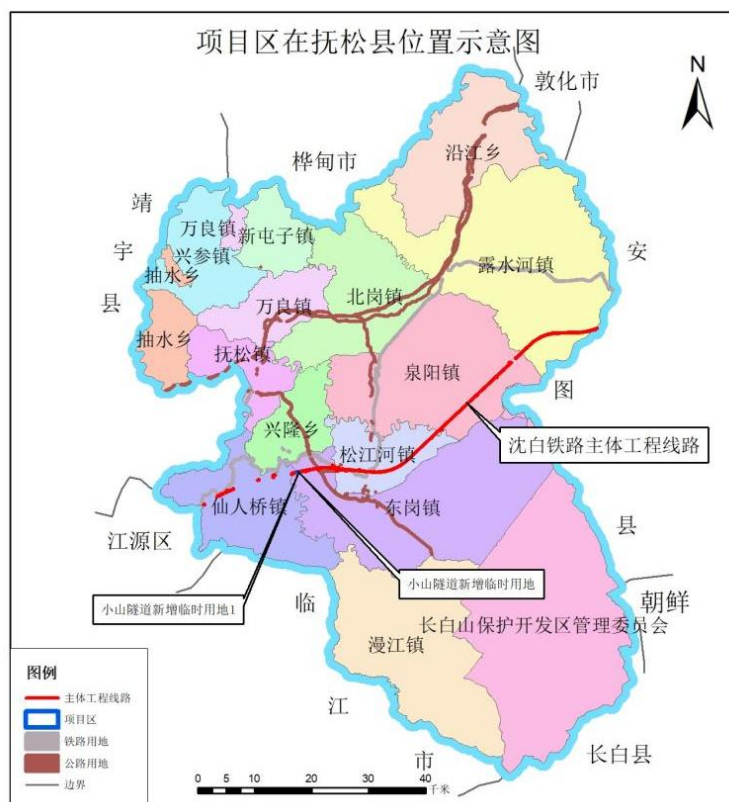 项目区在抚松县位置示意图
敦化市
N
桦甸市
沿江乡
靖宇县
万良镇
新屯子镇
兴参镇
抽水乡
露水河镇
安图县
北岗镇
万良镇
抽水乡
抚松镇
泉阳镇
沈白铁路主体工程线路
兴隆乡
松江河镇
仙人桥镇
东岗镇
江源区
小山隧道新增临时用地
小山隧道新增临时用地1
临江市
朝鲜
长白山保护开发区管理委员会
漫江镇
长白县
图例
主体工程线路
项目区
铁路用地
公路用地
边界
0 5 10 20 30 40
千米